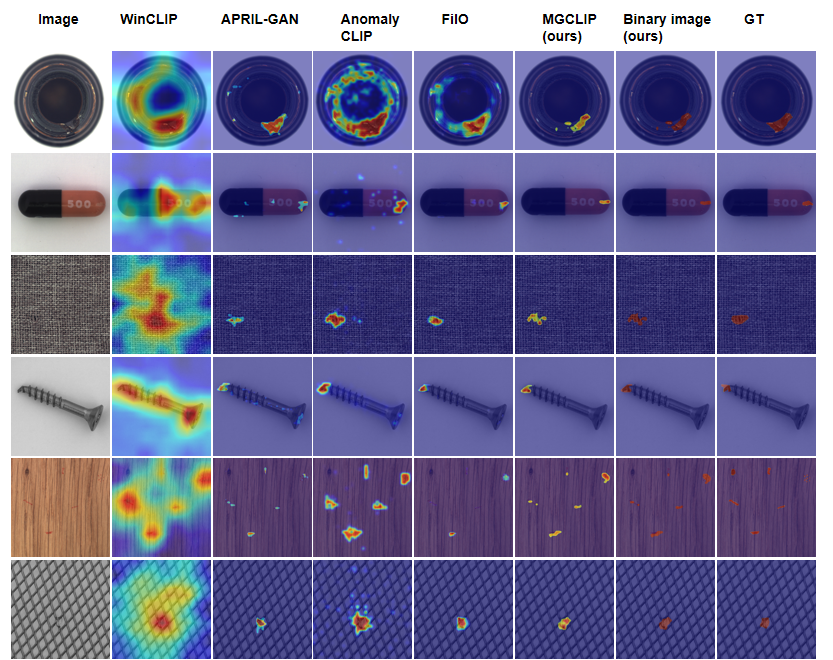 Image WinCLIP APRIL-GAN Anomaly FilO MGCLIP Binary image GT
CLIP (ours) (ours)
500 500 500 500 500 500 500